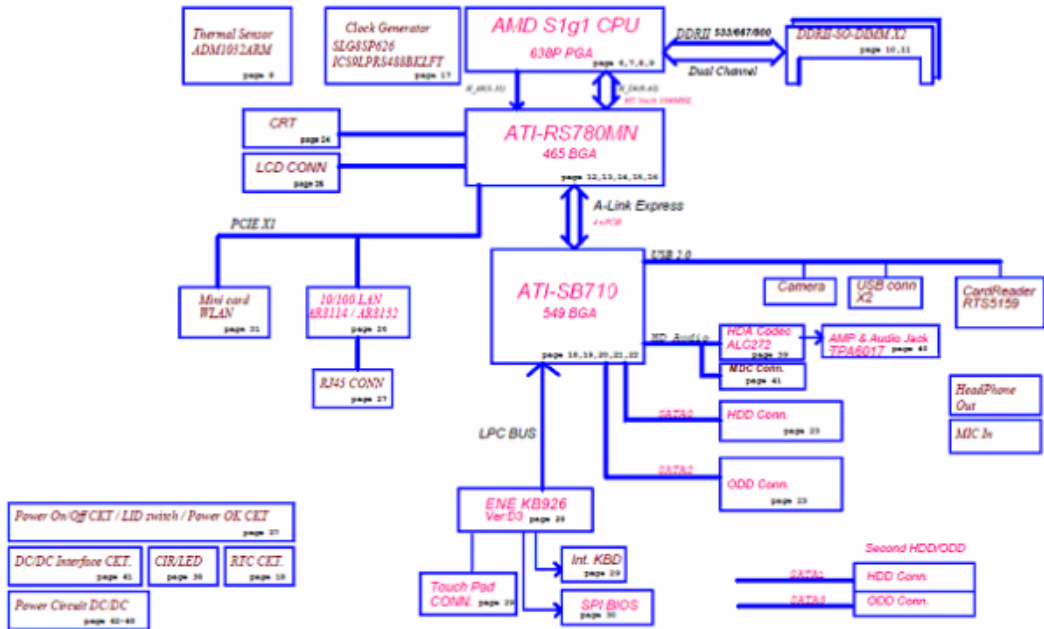 Thermal Sensor
ADM1032ARM
page 8
Clock Generator
SLG8SP626
ICS9LPRS488BKLFT
page 17
AMD S1g1 CPU
638P PGA
page 6,7,8,9
DDRII 533/667/800
Dual Channel
DDRII-SO-DIMM X2
page 10,11
CRT
page 24
LCD CONN
page 25
ATI-RS780MN
465 BGA
page 12,13,14,15,16
A-Link Express
4 x PCIE
PCIE X1
Mini card
WLAN
page 31
10/100 LAN
AR8114 / AR8132
page 26
RJ45 CONN
page 27
ATI-SB710
549 BGA
page 18,19,20,21,22
USB 2.0
Camera
USB conn
X2
CardReader
RTS5159
HD Audio
HDA Codec
ALC272
page 39
AMP & Audio Jack
TPA6017 page 40
MDC Conn.
page 41
HeadPhone
Out
MIC In
SATA0
HDD Conn.
page 23
SATA2
ODD Conn.
page 23
LPC BUS
ENE KB926
Ver:D3 page 28
Int. KBD
page 29
Touch Pad
CONN. page 29
SPI BIOS
page 30
Power On/Off CKT / LID switch / Power OK CKT
page 37
DC/DC Interface CKT.
page 41
CIR/LED
page 38
RTC CKT.
page 18
Power Circuit DC/DC
Second HDD/ODD
SATA1
HDD Conn.
ODD Conn.